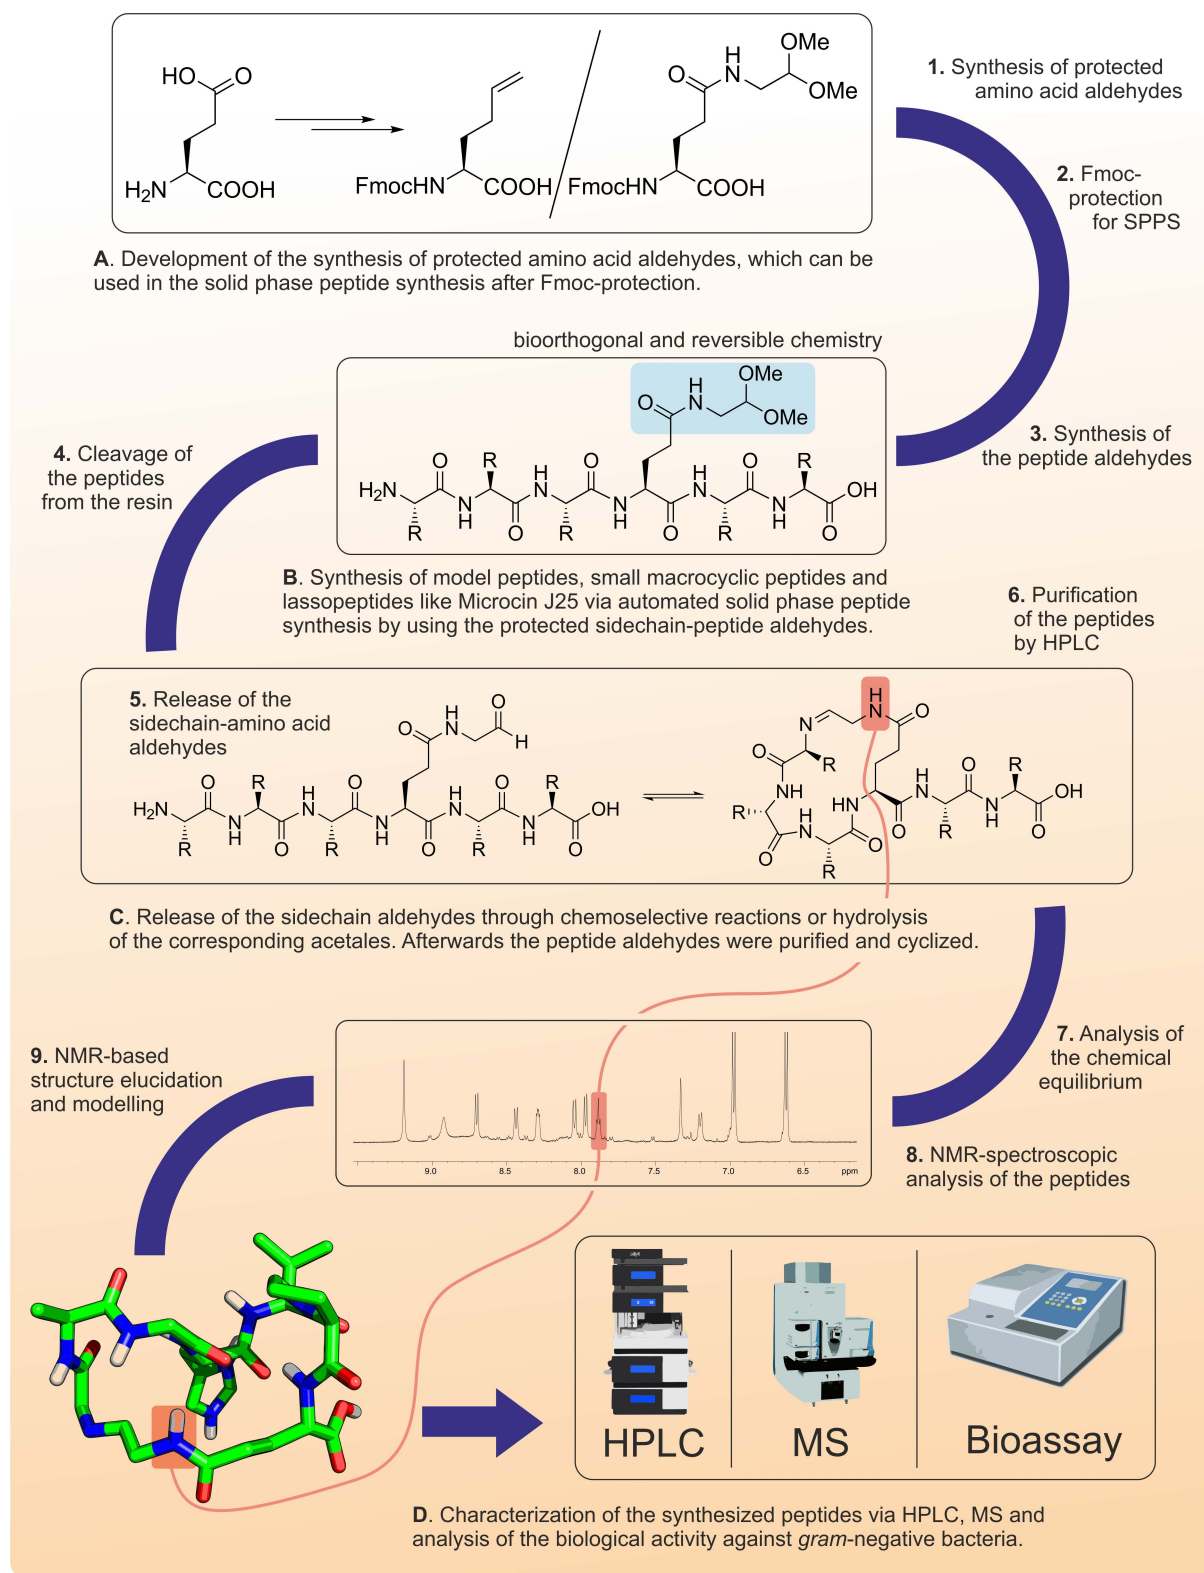 1. Synthesis of protected
amino acid aldehydes
HO
O
H₂N
COOH
FmocHN
COOH
O
H
N
OMe
OMe
FmocHN
COOH
2. Fmoc-
protection
for SPPS
A. Development of the synthesis of protected amino acid aldehydes, which can be
used in the solid phase peptide synthesis after Fmoc-protection.
bioorthogonal and reversible chemistry
O
H
N
OMe
OMe
H₂N
R
O
N
H
R
O
H
N
R
O
N
H
O
H
N
R
O
N
H
R
O
OH
3. Synthesis of
the peptide aldehydes
4. Cleavage of
the peptides
from the resin
B. Synthesis of model peptides, small macrocyclic peptides and
lassopeptides like Microcin J25 via automated solid phase peptide
synthesis by using the protected sidechain-peptide aldehydes.
6. Purification
of the peptides
by HPLC
5. Release of the
sidechain-amino acid
aldehydes
O
H
N
O
H
H₂N
R
O
N
H
R
O
H
N
R
O
N
H
O
H
N
R
O
N
H
R
O
OH
N
H
N
O
O
R
NH
R
O
H
N
R
O
HN
O
H
N
R
O
N
H
R
O
OH
C. Release of the sidechain aldehydes through chemoselective reactions or hydrolysis
of the corresponding acetales. Afterwards the peptide aldehydes were purified and cyclized.
7. Analysis of
the chemical
equilibrium
9.0 8.5 8.0 7.5 7.0 6.5 ppm
8. NMR-spectroscopic
analysis of the peptides
9. NMR-based
structure elucidation
and modelling
HPLC
MS
Bioassay
D. Characterization of the synthesized peptides via HPLC, MS and
analysis of the biological activity against gram-negative bacteria.